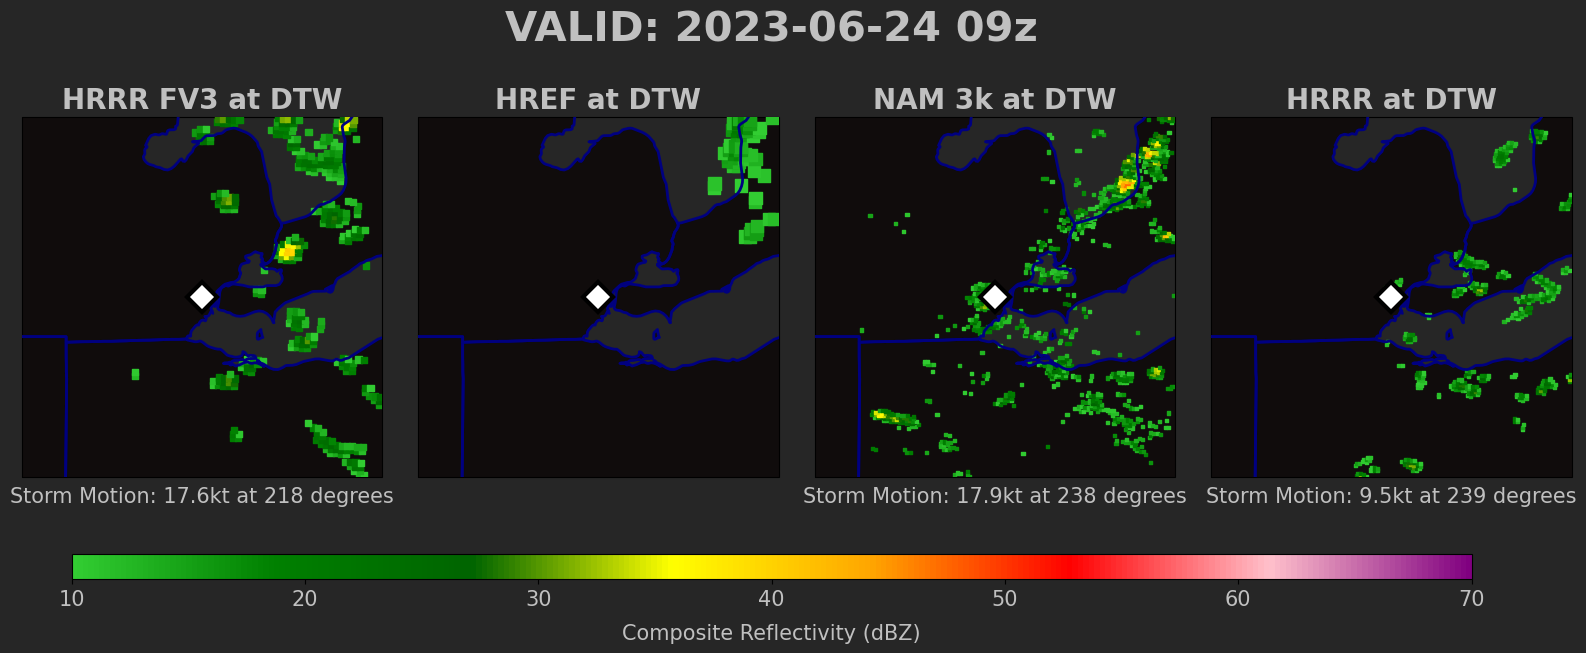 VALID: 2023-06-24 09z
HRRR FV3 at DTW
HREF at DTW
NAM 3k at DTW
HRRR at DTW
Storm Motion: 17.6kt at 218 degrees
Storm Motion: 17.9kt at 238 degrees
Storm Motion: 9.5kt at 239 degrees
10 20 30 40 50 60 70
Composite Reflectivity (dBZ)